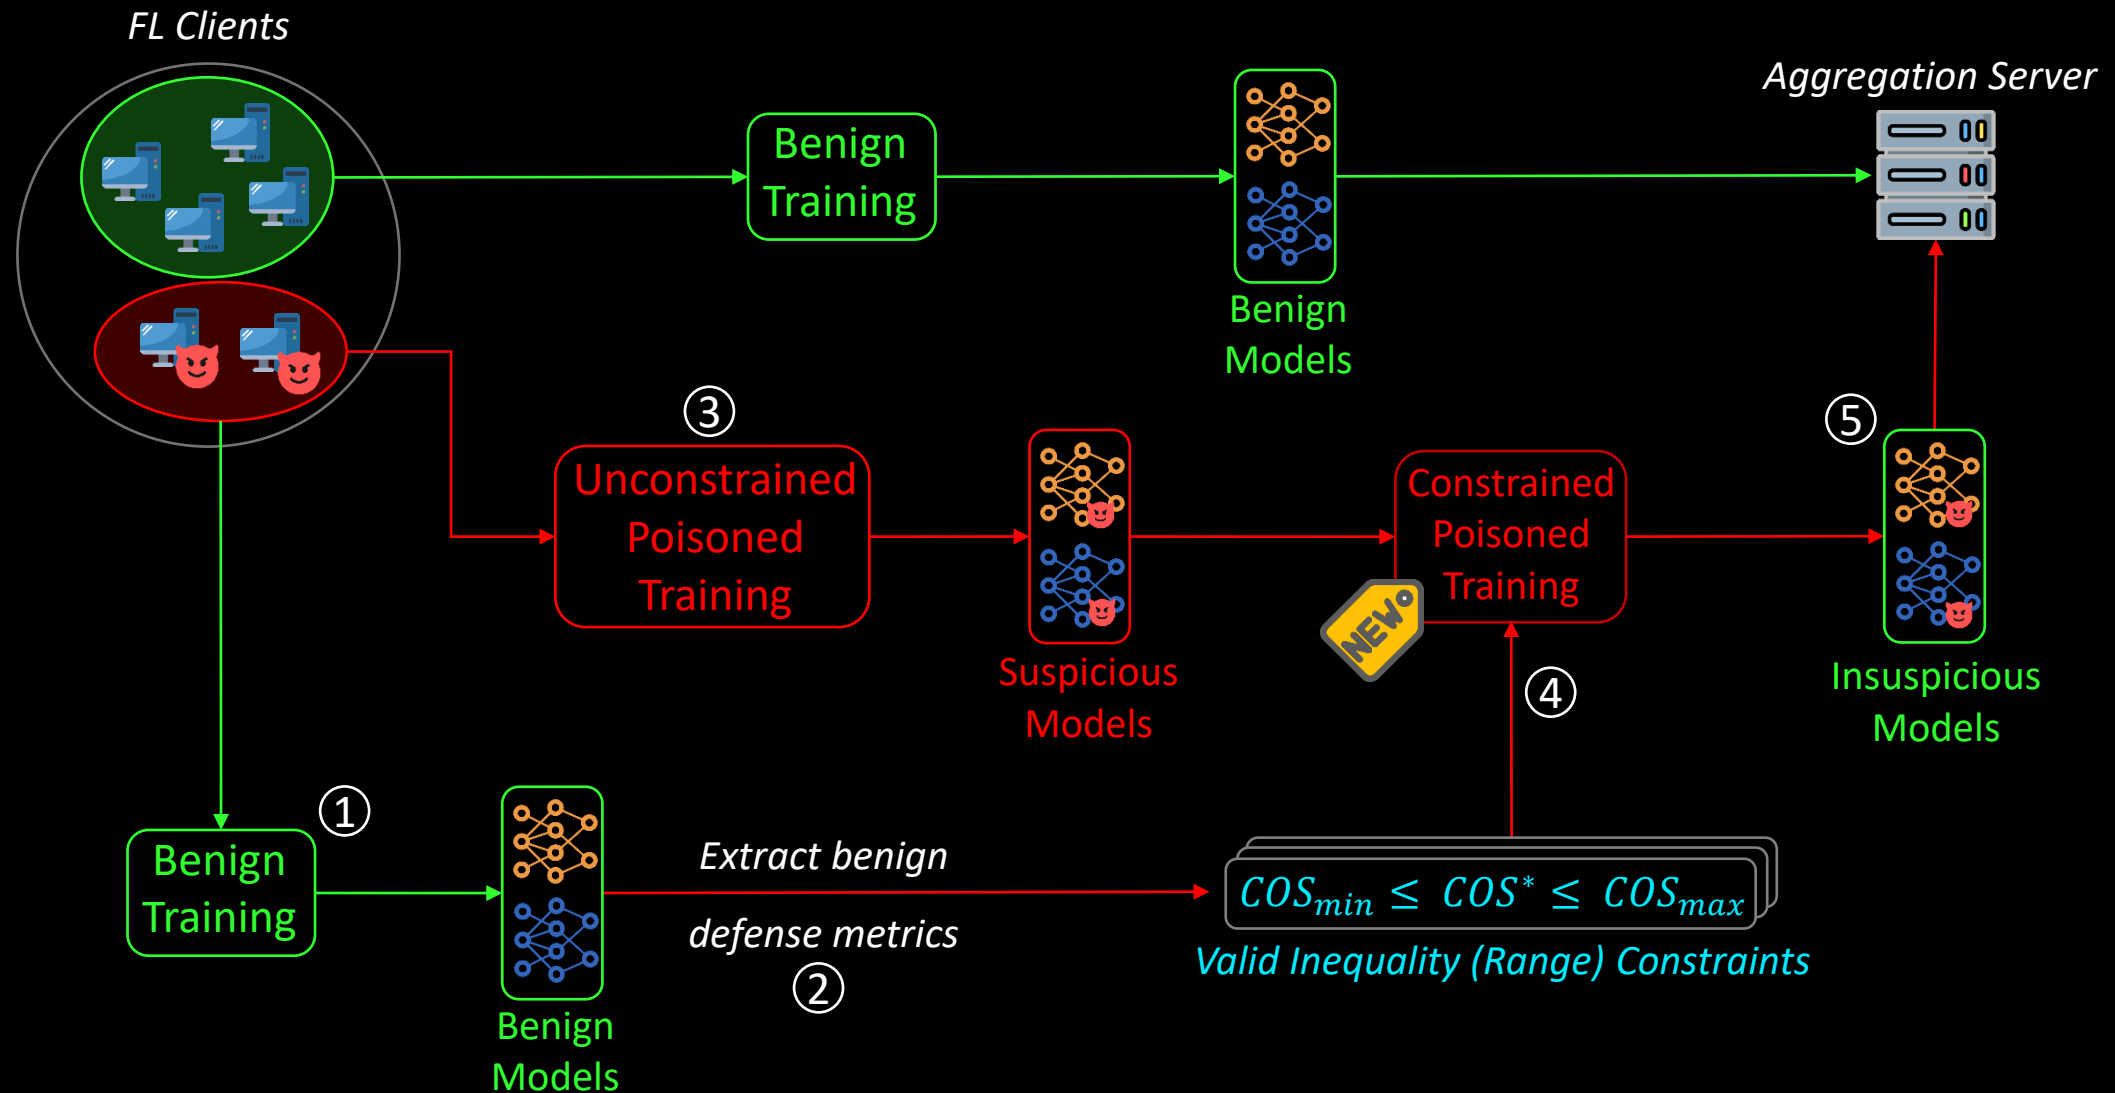 FL Clients
Aggregation Server
Benign
Training
Benign
Models
③
⑤
Unconstrained
Poisoned
Training
Suspicious
Models
Constrained
Poisoned
Training
NEW
④
Insuspicious
Models
①
Benign
Training
Benign
Models
Extract benign
defense metrics
②
COS_min ≤ COS* ≤ COS_max
Valid Inequality (Range) Constraints